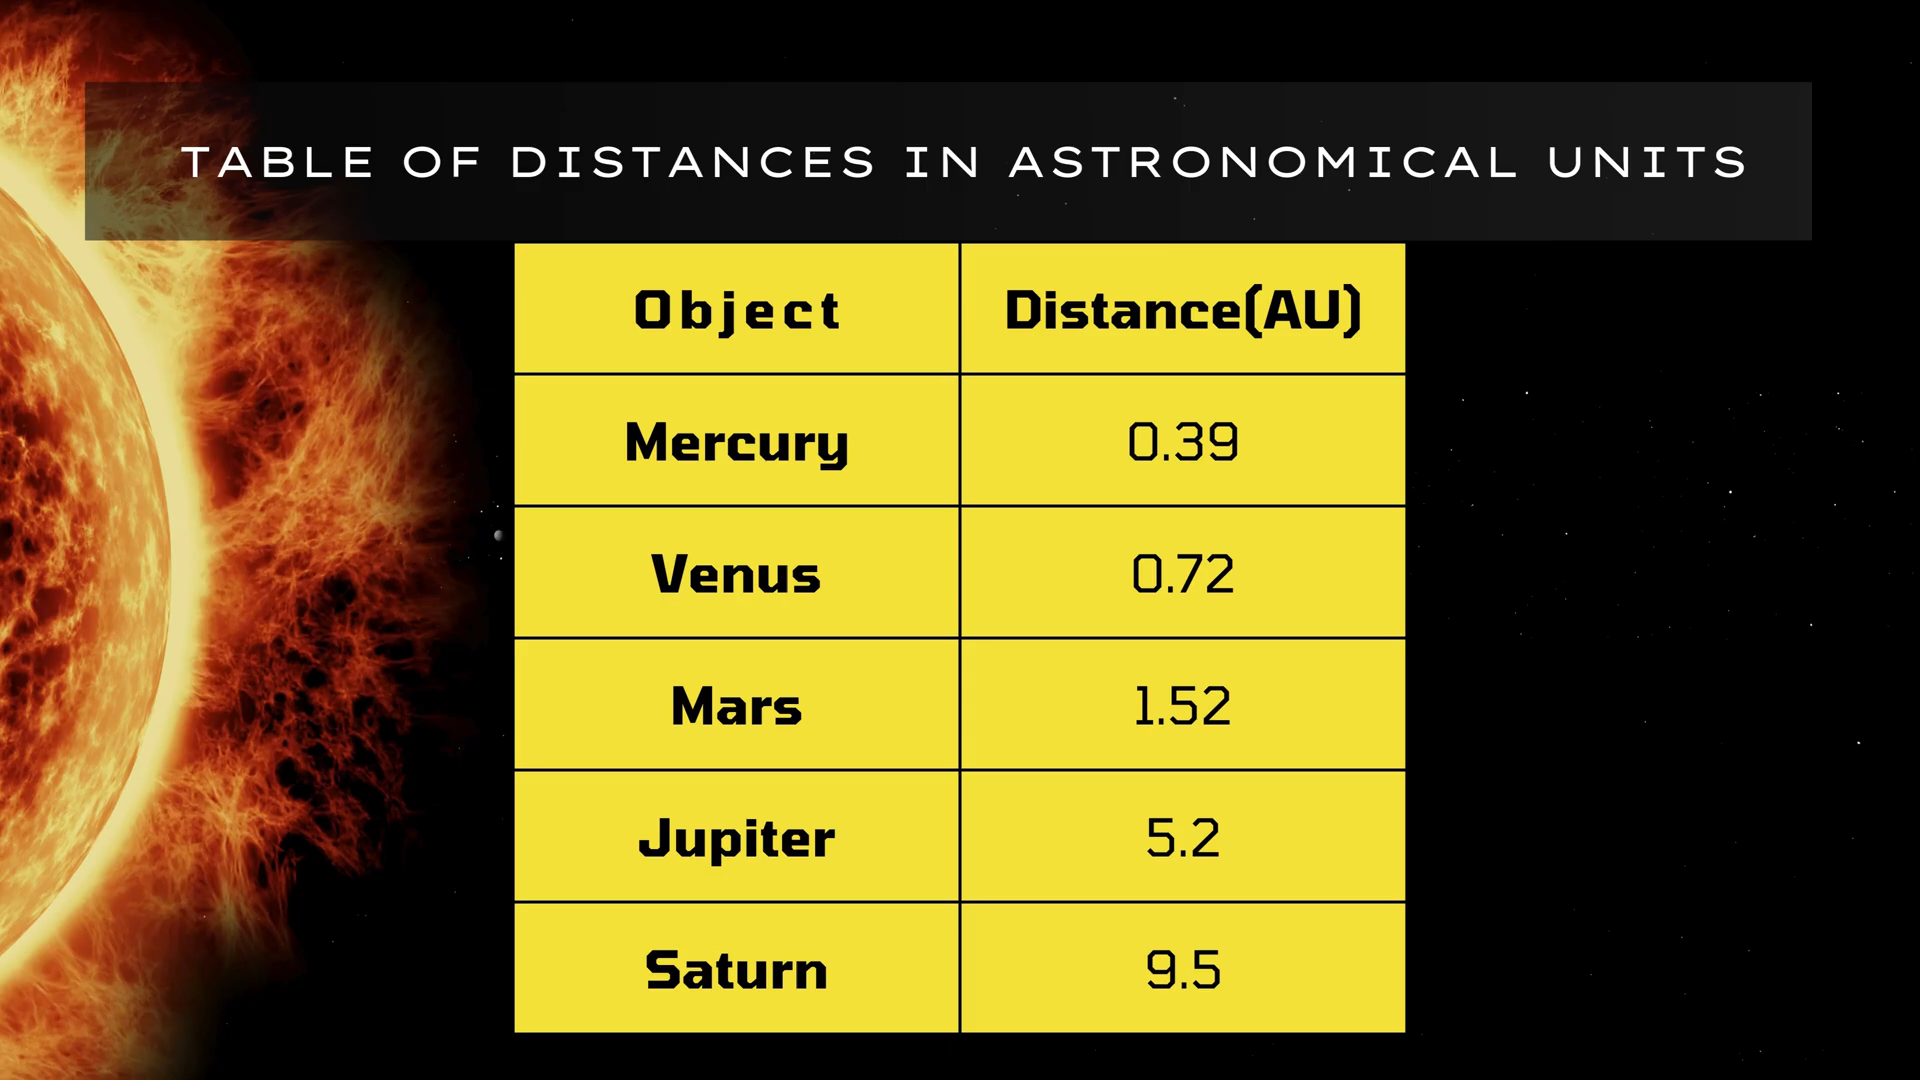 TABLE OF DISTANCES IN ASTRONOMICAL UNITS
Object Distance(AU)
Mercury 0.39
Venus 0.72
Mars 1.52
Jupiter 5.2
Saturn 9.5